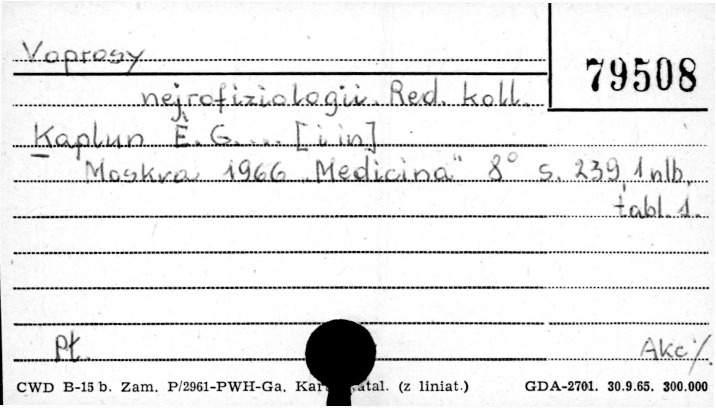 Voprosy
79508
nejrofiziologii. Red. koll.
Kaplun È. G. ... [i in]
Moskva 1966 "Medicina" 8° s. 239, 1 nlb,
tabl. 1.
Pt.
Akc/
CWD B-15 b. Zam. P/2961-PWH-Ga. Kar atal. (z liniat.) GDA-2701. 30.9.65. 300.000